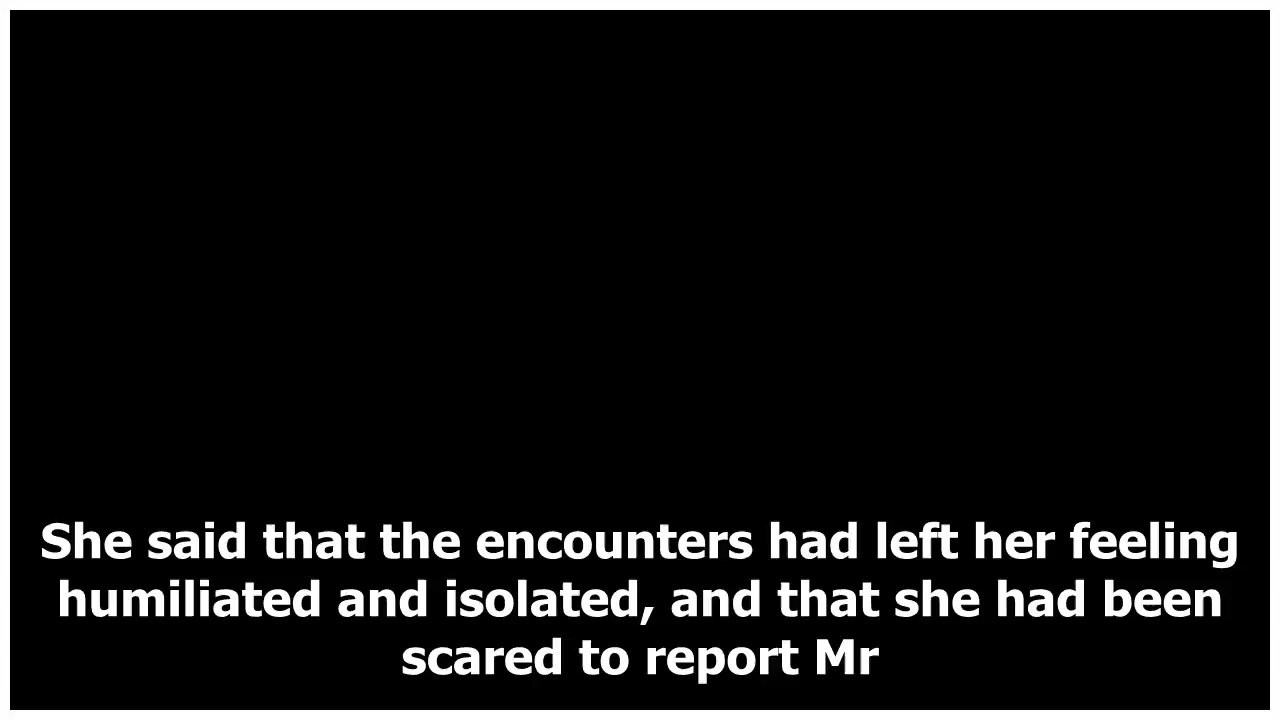 She said that the encounters had left her feeling
humiliated and isolated, and that she had been
scared to report Mr